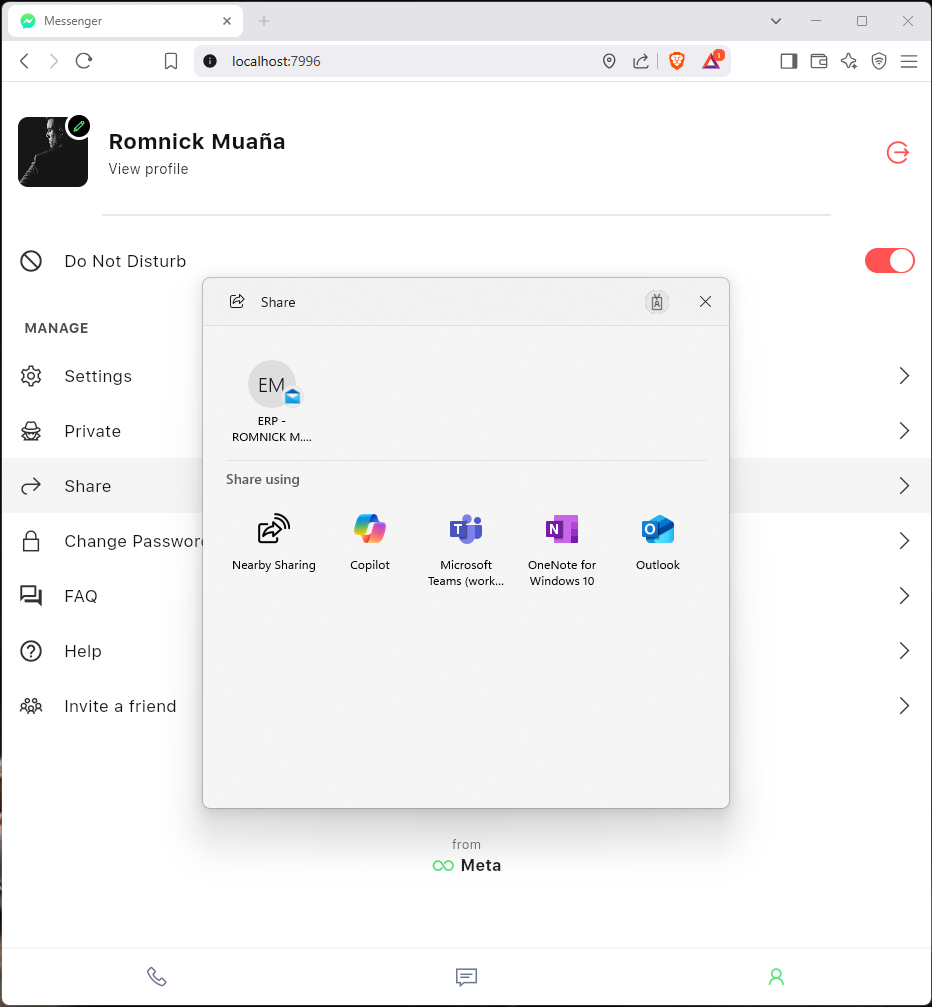 Messenger
localhost:7996
1
Romnick Muaña
View profile
Do Not Disturb
MANAGE
Settings
Private
Share
Change Passwor
FAQ
Help
Invite a friend
Share
EM
ERP -
ROMNICK M....
Share using
Nearby Sharing
Copilot
Microsoft
Teams (work...
OneNote for
Windows 10
Outlook
from
Meta